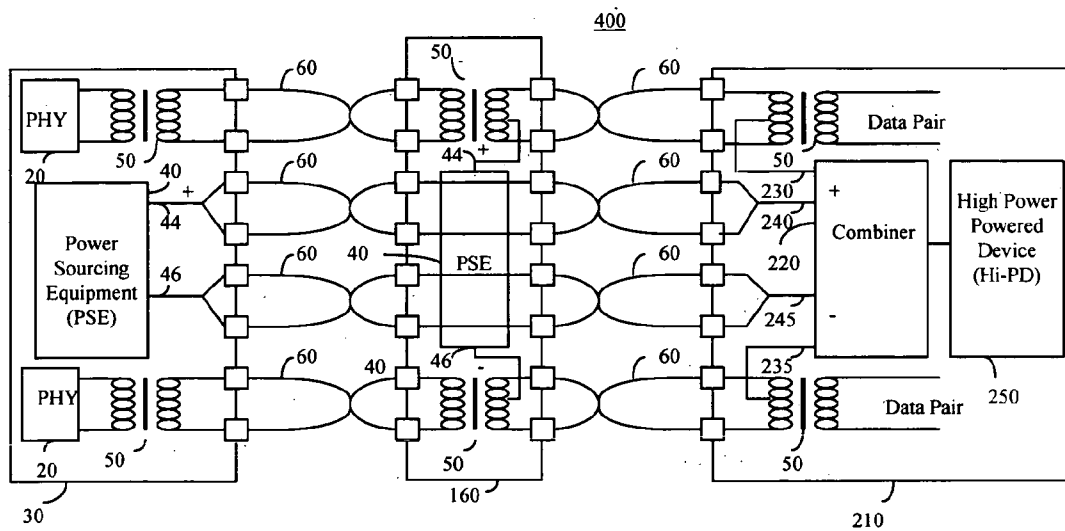 400
50
60
60
PHY
50
20
40
+
44
44
+
50
Data Pair
Power
Sourcing
Equipment
(PSE)
60
60
230
240
+
Combiner
High Power
Powered
Device
(Hi-PD)
46
60
40
PSE
60
220
245
-
60
40
46
-
60
235
PHY
20
50
50
50
Data Pair
250
30
160
210